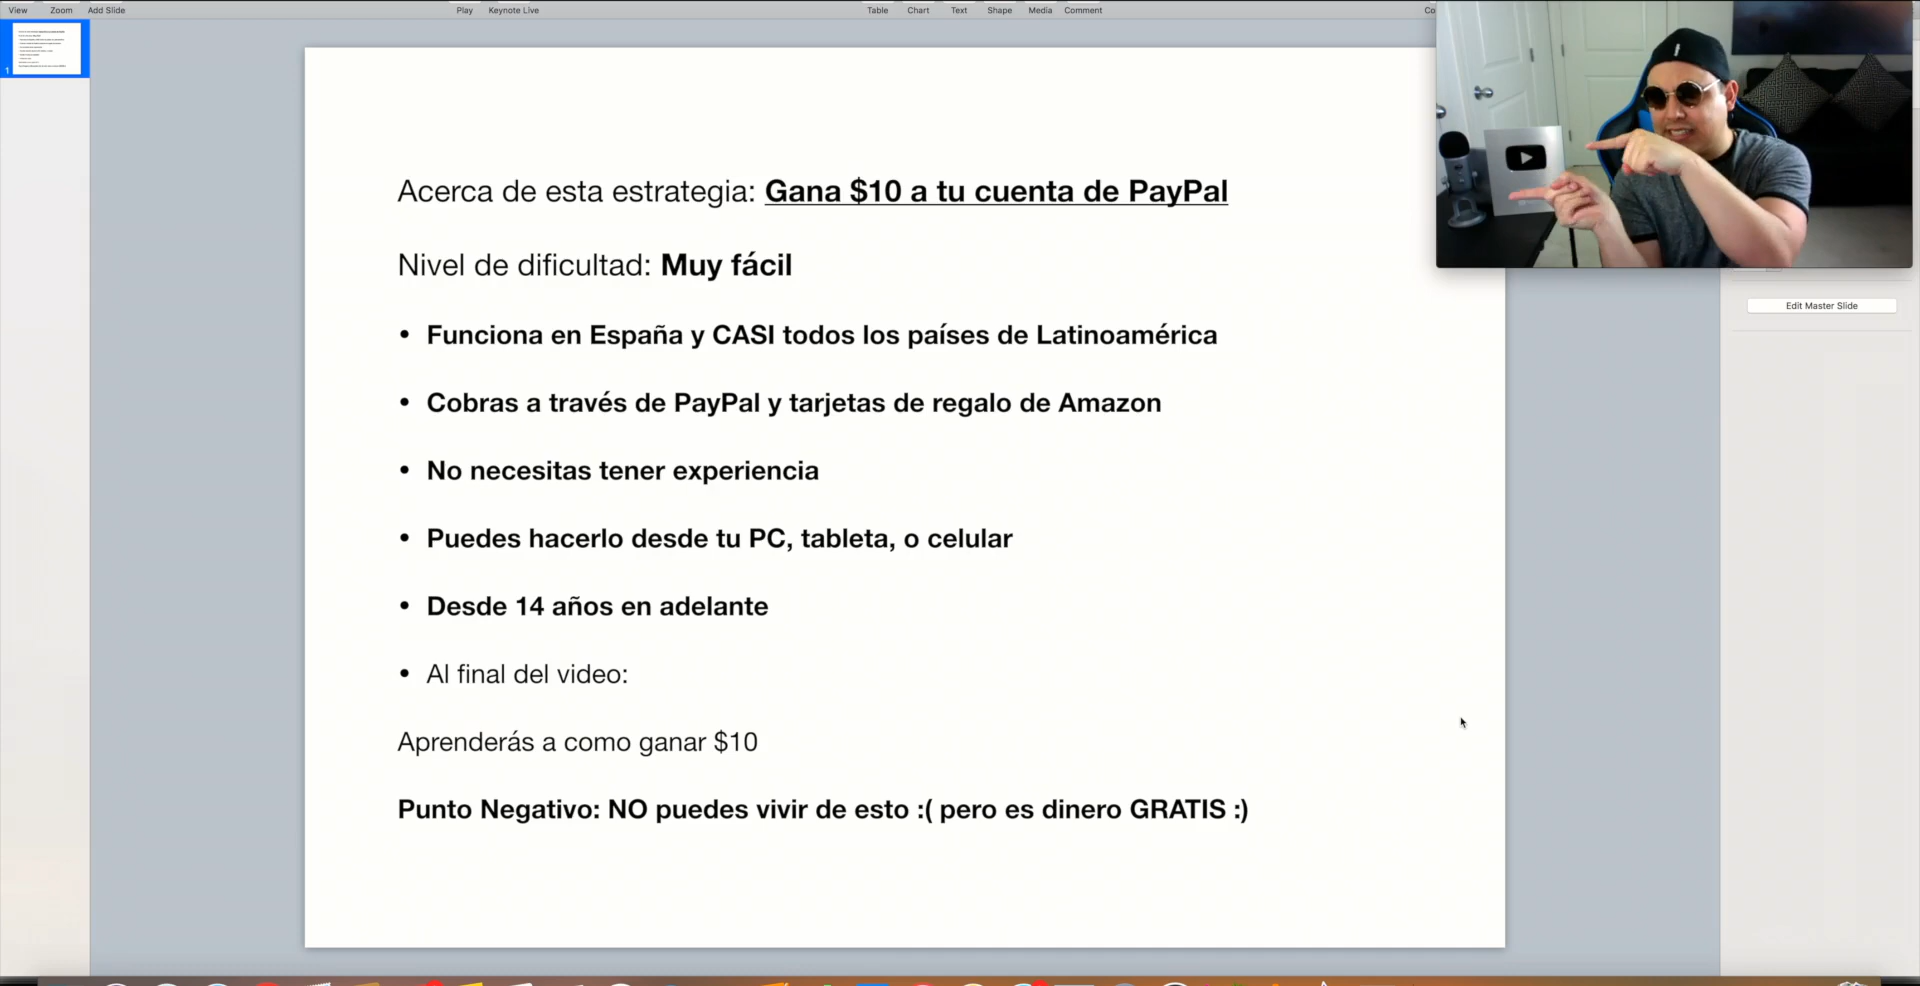 View Zoom Add Slide Play Keynote Live Table Chart Text Shape Media Comment
Acerca de esta estrategia: Gana $10 a tu cuenta de PayPal
Nivel de dificultad: Muy fácil
Edit Master Slide
• Funciona en España y CASI todos los países de Latinoamérica
• Cobras a través de PayPal y tarjetas de regalo de Amazon
• No necesitas tener experiencia
• Puedes hacerlo desde tu PC, tableta, o celular
• Desde 14 años en adelante
• Al final del video:
Aprenderás a como ganar $10
Punto Negativo: NO puedes vivir de esto :( pero es dinero GRATIS :)
1